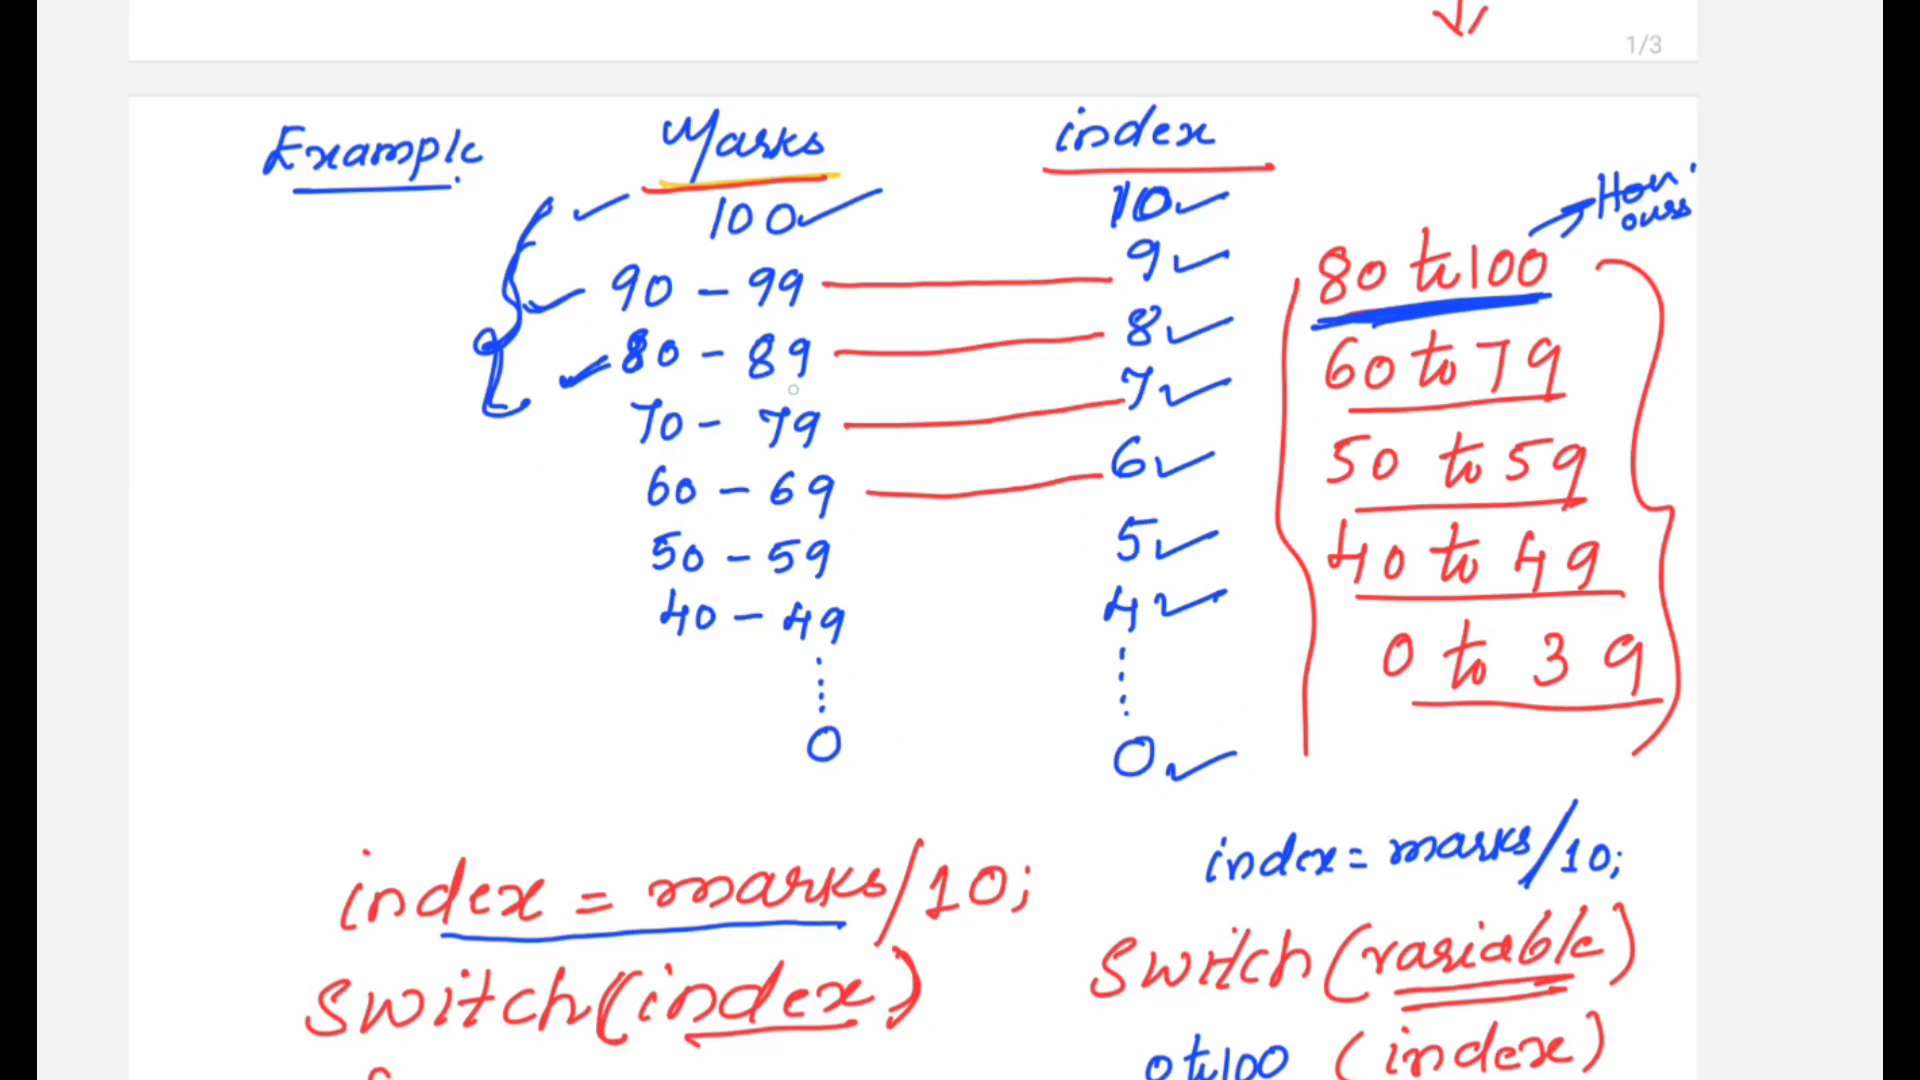 1/3
Example Marks index
100 10
90 - 99 9
80 - 89 8
70 - 79 7
60 - 69 6
50 - 59 5
40 - 49 4
0 0
80 to 100
60 to 79
50 to 59
40 to 49
0 to 39
index = marks/10;
switch(index)
index = marks/10;
switch(variable)
0 to 100 (index)